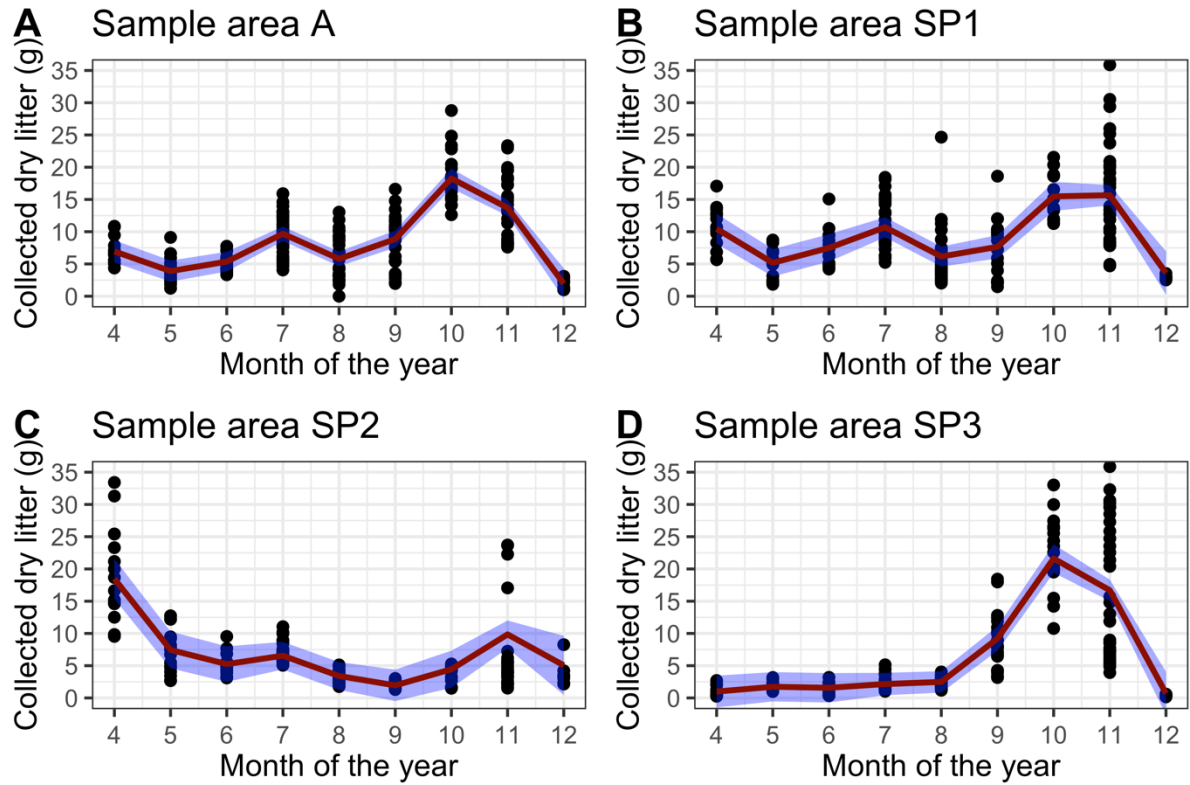 A Sample area A
Collected dry litter (g)
35
30
25
20
15
10
5
0
4 5 6 7 8 9 10 11 12
Month of the year
B Sample area SP1
Collected dry litter (g)
35
30
25
20
15
10
5
0
4 5 6 7 8 9 10 11 12
Month of the year
C Sample area SP2
Collected dry litter (g)
35
30
25
20
15
10
5
0
4 5 6 7 8 9 10 11 12
Month of the year
D Sample area SP3
Collected dry litter (g)
35
30
25
20
15
10
5
0
4 5 6 7 8 9 10 11 12
Month of the year